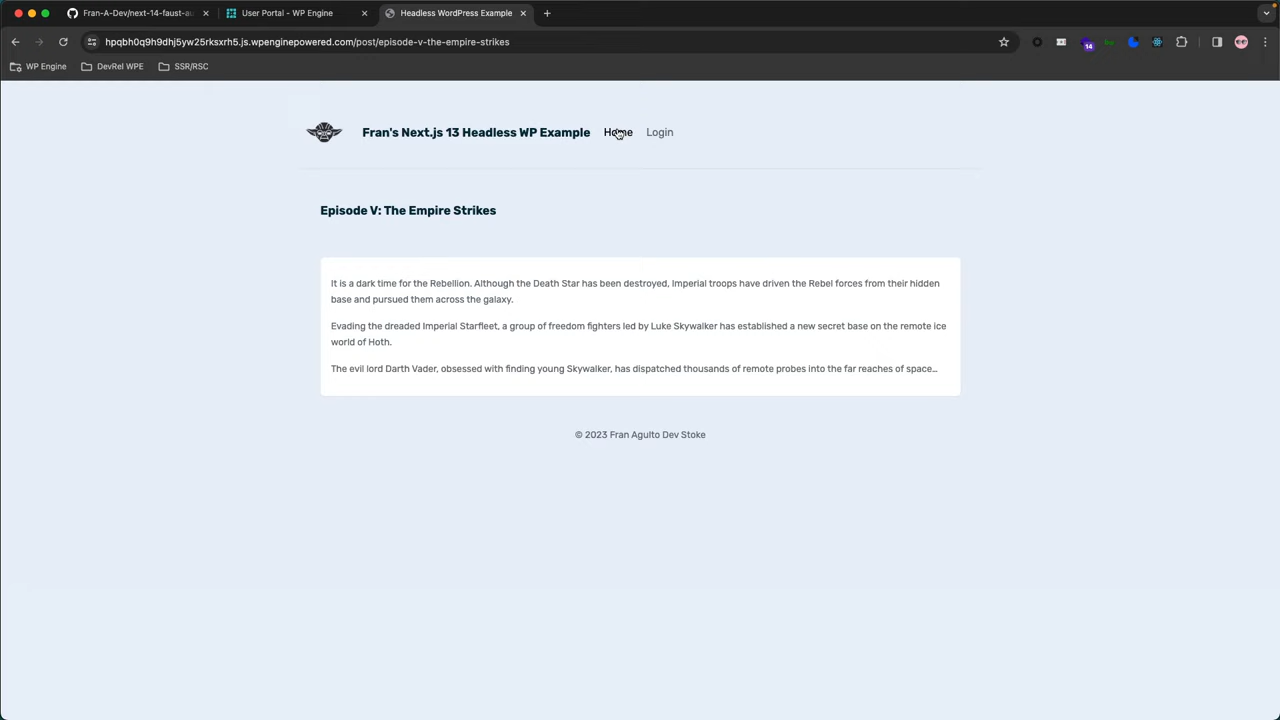 Fran-A-Dev/next-14-faust-au
User Portal - WP Engine
Headless WordPress Example
hpqbh0q9h9dhj5yw25rksxrh5.js.wpenginepowered.com/post/episode-v-the-empire-strikes
14
WP Engine
DevRel WPE
SSR/RSC
Fran's Next.js 13 Headless WP Example
Home
Login
Episode V: The Empire Strikes
It is a dark time for the Rebellion. Although the Death Star has been destroyed, Imperial troops have driven the Rebel forces from their hidden
base and pursued them across the galaxy.
Evading the dreaded Imperial Starfleet, a group of freedom fighters led by Luke Skywalker has established a new secret base on the remote ice
world of Hoth.
The evil lord Darth Vader, obsessed with finding young Skywalker, has dispatched thousands of remote probes into the far reaches of space…
© 2023 Fran Agulto Dev Stoke